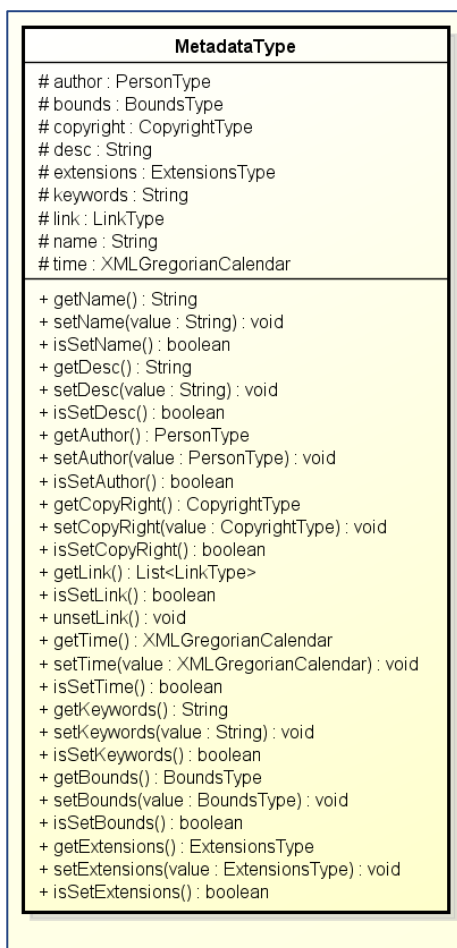 MetadataType
# author : PersonType
# bounds : BoundsType
# copyright : CopyrightType
# desc : String
# extensions : ExtensionsType
# keywords : String
# link : LinkType
# name : String
# time : XMLGregorianCalendar
+ getName() : String
+ setName(value : String) : void
+ isSetName() : boolean
+ getDesc() : String
+ setDesc(value : String) : void
+ isSetDesc() : boolean
+ getAuthor() : PersonType
+ setAuthor(value : PersonType) : void
+ isSetAuthor() : boolean
+ getCopyRight() : CopyrightType
+ setCopyRight(value : CopyrightType) : void
+ isSetCopyRight() : boolean
+ getLink() : List<LinkType>
+ isSetLink() : boolean
+ unsetLink() : void
+ getTime() : XMLGregorianCalendar
+ setTime(value : XMLGregorianCalendar) : void
+ isSetTime() : boolean
+ getKeywords() : String
+ setKeywords(value : String) : void
+ isSetKeywords() : boolean
+ getBounds() : BoundsType
+ setBounds(value : BoundsType) : void
+ isSetBounds() : boolean
+ getExtensions() : ExtensionsType
+ setExtensions(value : ExtensionsType) : void
+ isSetExtensions() : boolean